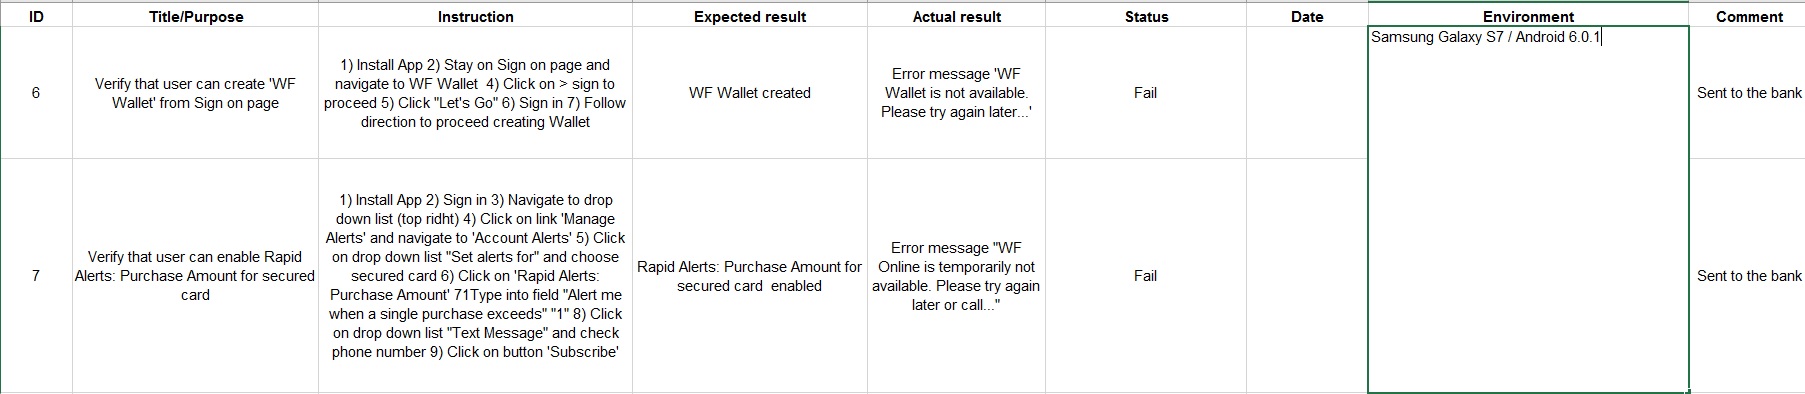 ID Title/Purpose Instruction Expected result Actual result Status Date Environment Comment
6
Verify that user can create 'WF
Wallet' from Sign on page
1) Install App 2) Stay on Sign on page and
navigate to WF Wallet  4) Click on > sign to
proceed 5) Click "Let's Go" 6) Sign in 7) Follow
direction to proceed creating Wallet
WF Wallet created
Error message 'WF
Wallet is not available.
Please try again later...'
Fail
Samsung Galaxy S7 / Android 6.0.1
Sent to the bank
7
Verify that user can enable Rapid
Alerts: Purchase Amount for secured
card
1) Install App 2) Sign in 3) Navigate to drop
down list (top ridht) 4) Click on link 'Manage
Alerts' and navigate to 'Account Alerts' 5) Click
on drop down list "Set alerts for" and choose
secured card 6) Click on 'Rapid Alerts:
Purchase Amount' 71Type into field "Alert me
when a single purchase exceeds" "1" 8) Click
on drop down list "Text Message" and check
phone number 9) Click on button 'Subscribe'
Rapid Alerts: Purchase Amount for
secured card  enabled
Error message "WF
Online is temporarily not
available. Please try again
later or call..."
Fail
Sent to the bank